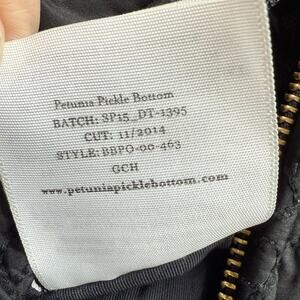 Petunia Pickle Bottom
BATCH: SP15_DT-1395
CUT: 11/2014
STYLE: BBPO-00-463
GCH
www.petuniapicklebottom.com